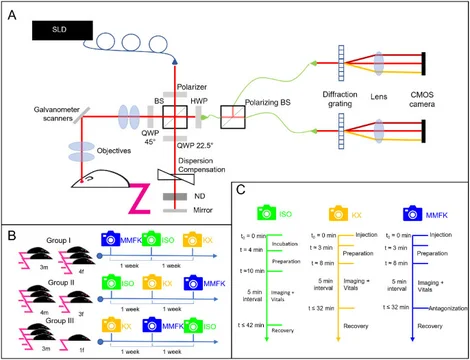 A
SLD
Polarizer
BS
HWP
Polarizing BS
Galvanometer
scanners
QWP
45°
QWP 22.5°
Objectives
Dispersion
Compensation
ND
Mirror
Diffraction
grating
Lens
CMOS
camera
B
Group I
3m
4f
MMFK
ISO
KX
1 week
1 week
Group II
4m
2f
ISO
KX
MMFK
1 week
1 week
Group III
3m
1f
KX
MMFK
ISO
1 week
1 week
C
ISO
t₀ = 0 min
Incubation
t = 4 min
Preparation
t =10 min
5 min
interval
Imaging +
Vitals
t ≤ 42 min
Recovery
KX
t₀ = 0 min
Injection
t = 3 min
Preparation
t = 8 min
5 min
interval
Imaging +
Vitals
t ≤ 32 min
Recovery
MMFK
t₀ = 0 min
Injection
t = 3 min
Preparation
t = 6 min
5 min
interval
Imaging +
Vitals
t ≤ 32 min
Antagonization
Recovery